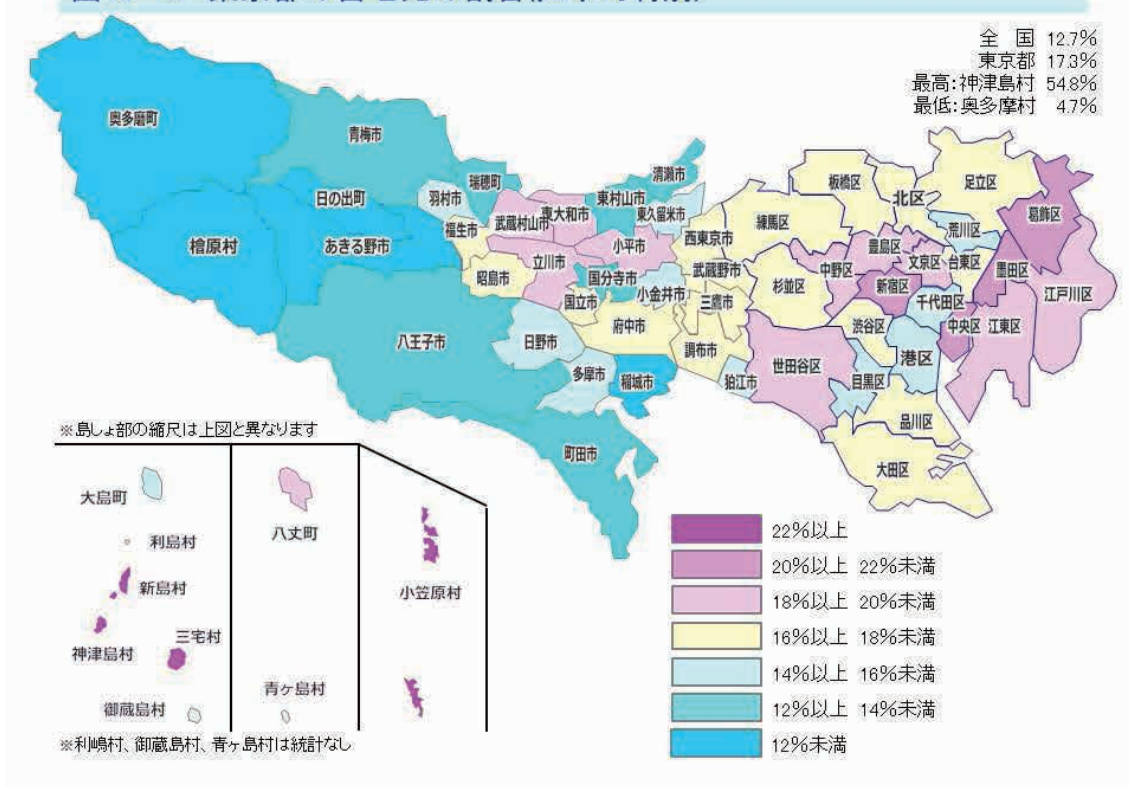 全　国 12.7%
東京都 17.3%
最高:神津島村 54.8%
最低:奥多摩村 4.7%
奥多磨町
青梅市
瑞穂町
羽村市
日の出町
檜原村
あきる野市
福生市
武蔵村山市
東大和市
東村山市
清瀬市
東久留米市
小平市
立川市
昭島市
国分寺市
国立市
小金井市
西東京市
武蔵野市
三鷹市
府中市
調布市
八王子市
日野市
多摩市
稲城市
狛江市
町田市
板橋区
北区
足立区
練馬区
荒川区
葛飾区
豊島区
文京区
台東区
墨田区
江戸川区
中野区
新宿区
杉並区
千代田区
渋谷区
中央区
江東区
港区
世田谷区
目黒区
品川区
大田区
※島しょ部の縮尺は上図と異なります
大島町
利島村
新島村
神津島村
三宅村
御蔵島村
八丈町
青ヶ島村
小笠原村
※利嶋村、御蔵島村、青ヶ島村は統計なし
22%以上
20%以上 22%未満
18%以上 20%未満
16%以上 18%未満
14%以上 16%未満
12%以上 14%未満
12%未満